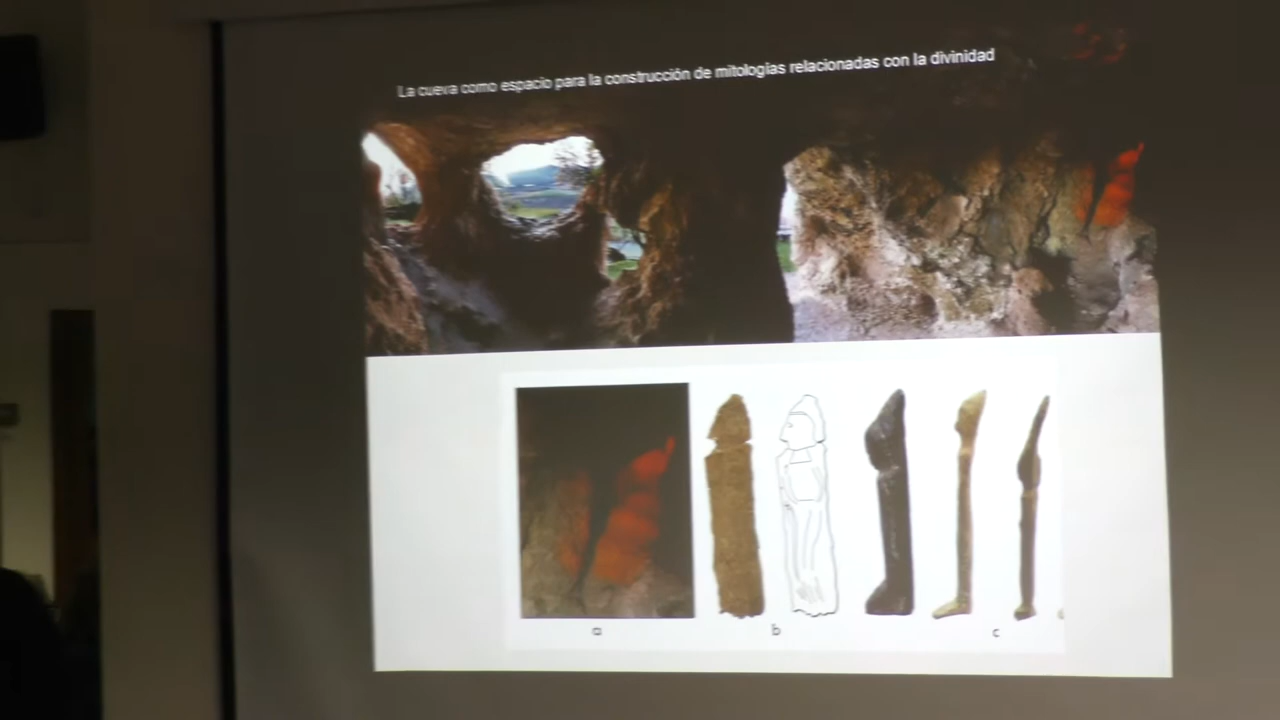 La cueva como espacio para la construcción de mitologías relacionadas con la divinidad
a
b
c